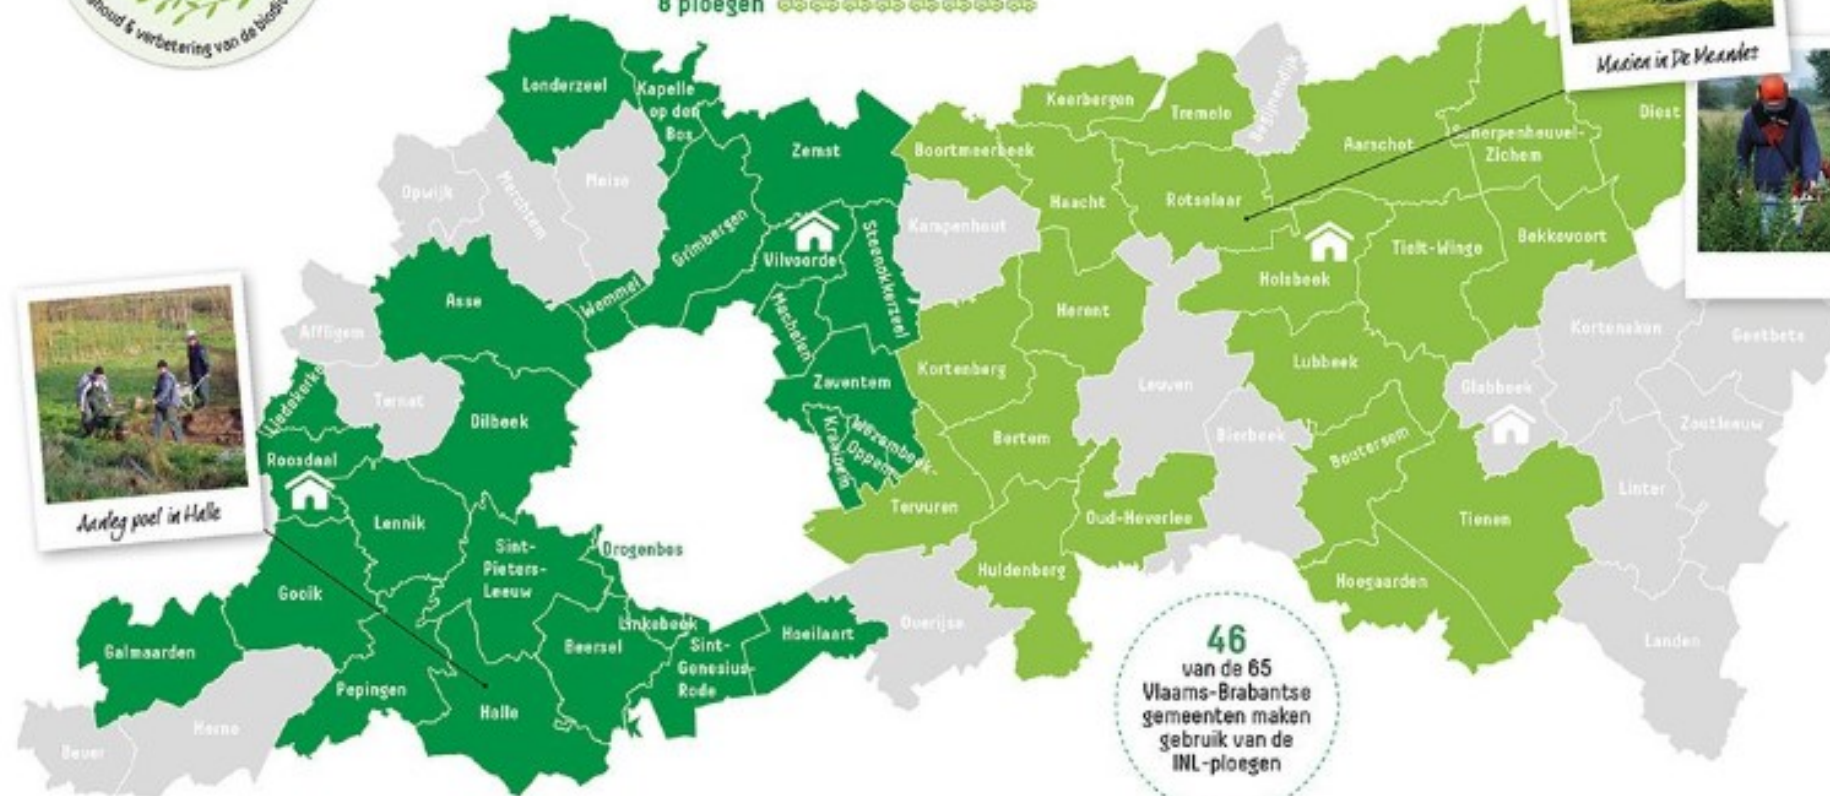 8 ploegen
houd & verbetering van de biodiv
Maaien in De Meander
Londerzeel
Kapelle
op den
Bos
Zemst
Opwijk
Merchtem
Meise
Grimbergen
Vilvoorde
Steenokkerzeel
Asse
Wemmel
Machelen
Affligem
Liedekerke
Ternat
Dilbeek
Zaventem
Kraainem
Wezembeek-
Oppem
Roosdaal
Lennik
Aanleg poel in Halle
Sint-
Pieters-
Leeuw
Drogenbos
Gooik
Galmaarden
Linkebeek
Beersel
Sint-
Genesius-
Rode
Hoeilaart
Pepingen
Halle
Herne
Bever
Keerbergen
Tremelo
Begijnendijk
Aarschot
Scherpenheuvel-
Zichem
Diest
Boortmeerbeek
Haacht
Rotselaar
Kampenhout
Tielt-Winge
Bekkevoort
Holsbeek
Herent
Kortenberg
Lubbeek
Kortenaken
Geetbets
Leuven
Glabbeek
Zoutleeuw
Bertem
Bierbeek
Boutersem
Linter
Tervuren
Oud-Heverlee
Tienen
Huldenberg
Hoegaarden
Overijse
Landen
46
van de 65
Vlaams-Brabantse
gemeenten maken
gebruik van de
INL-ploegen